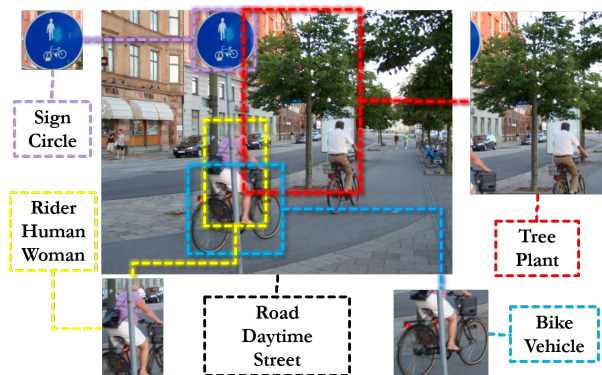 Sign
Circle
Rider
Human
Woman
Road
Daytime
Street
Tree
Plant
Bike
Vehicle